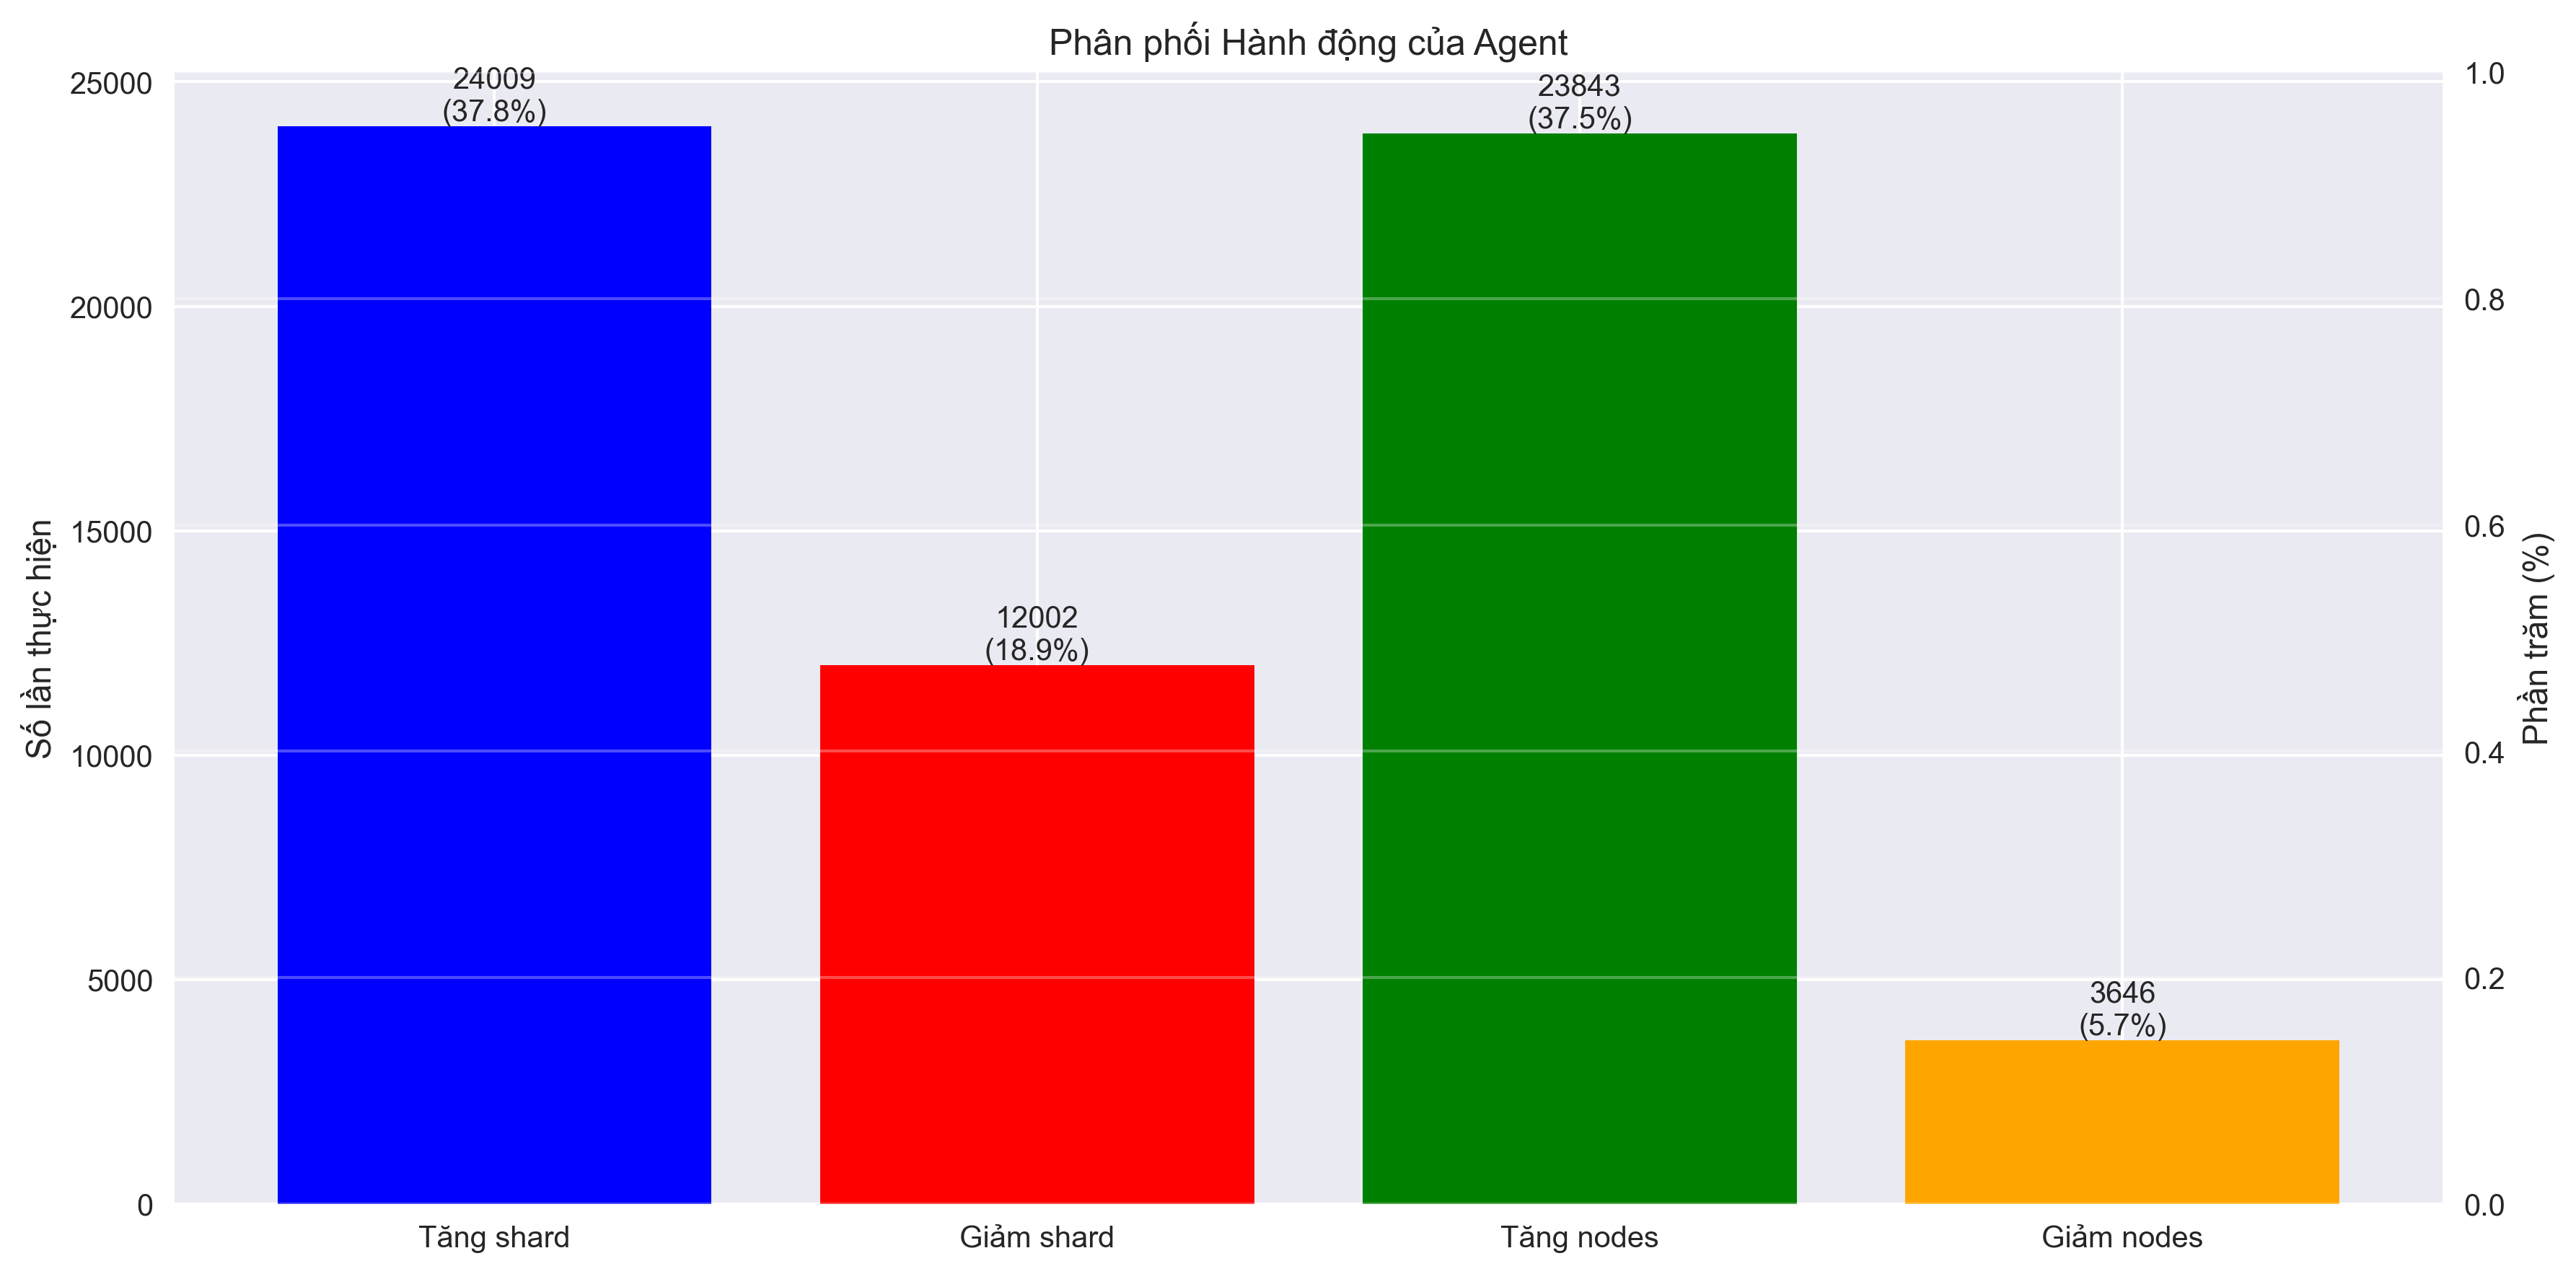 Phân phối Hành động của Agent
Số lần thực hiện
25000
20000
15000
10000
5000
0
24009
(37.8%)
12002
(18.9%)
23843
(37.5%)
3646
(5.7%)
Tăng shard
Giảm shard
Tăng nodes
Giảm nodes
1.0
0.8
0.6
0.4
0.2
0.0
Phần trăm (%)